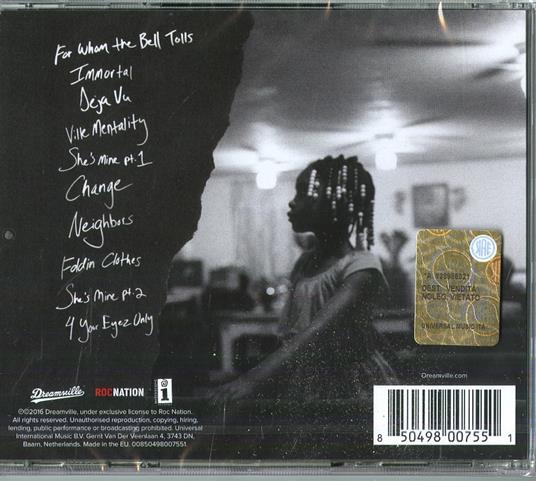 For Whom the Bell Tolls
Immortal
Deja Vu
Ville Mentality
She's Mine pt. 1
Change
Neighbors
Foldin Clothes
She's Mine pt. 2
4 Your Eyez Only
DEST. VENDITA
NOLEG. VIETATO
UNIVERSAL MUSIC ITA
Dreamville.com
Dreamville
ROCNATION
i
℗©2016 Dreamville, under exclusive license to Roc Nation.
All rights reserved. Unauthorised reproduction, copying, hiring,
lending, public performance or broadcasting prohibited. Universal
International Music B.V. Gerrit Van Der Veenlaan 4, 3743 DN,
Baarn, Netherlands. Made in the EU. 00850498007551.
8 50498 00755 1